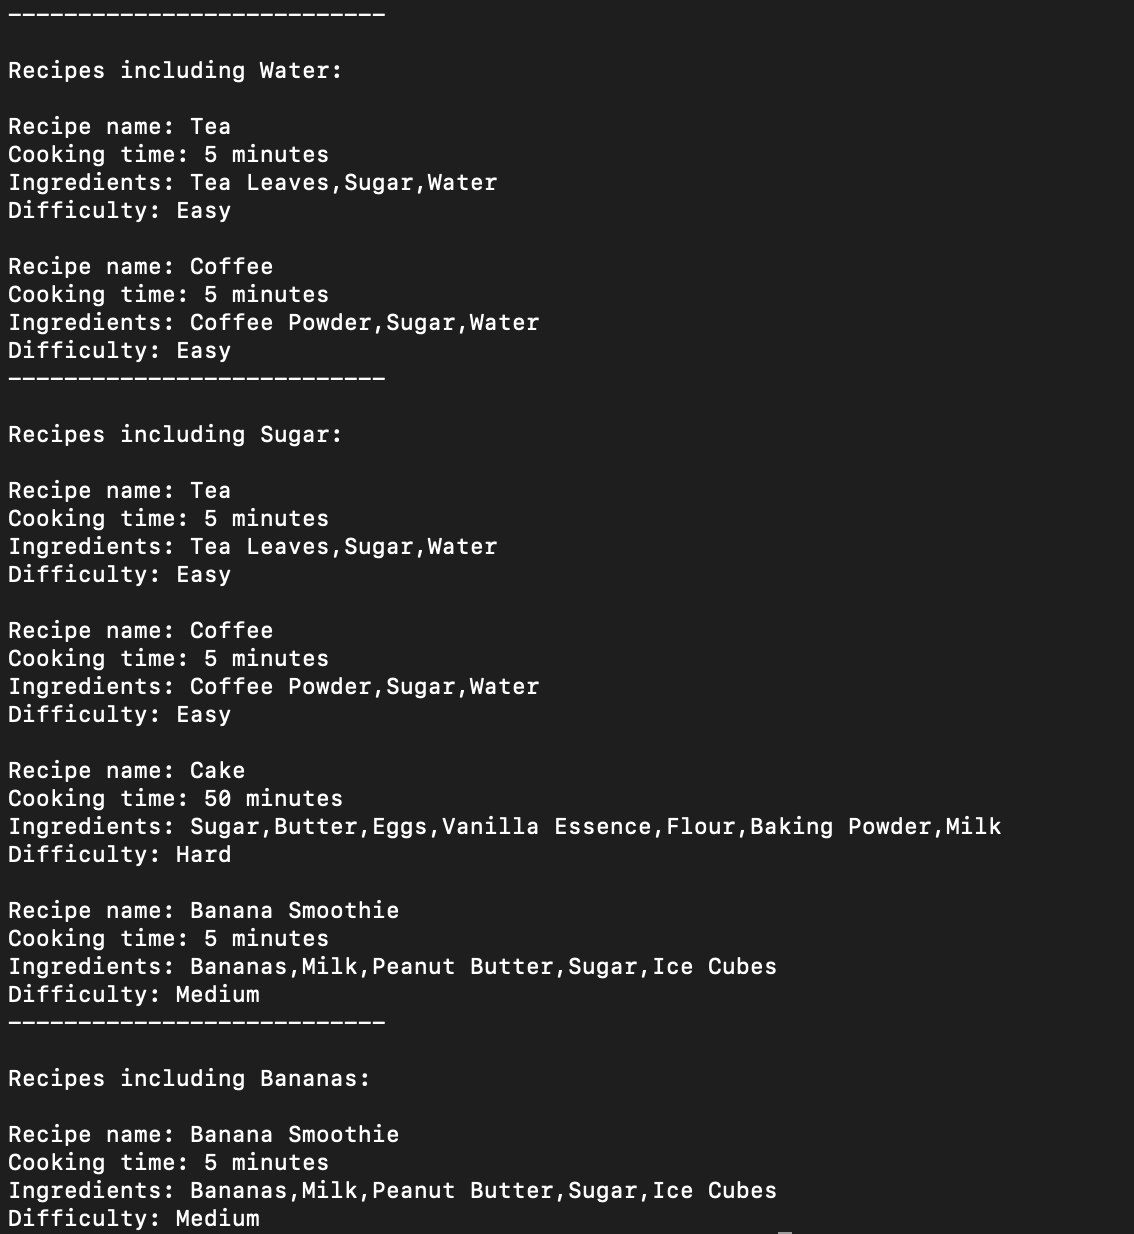 ---------------------------
Recipes including Water:
Recipe name: Tea
Cooking time: 5 minutes
Ingredients: Tea Leaves,Sugar,Water
Difficulty: Easy
Recipe name: Coffee
Cooking time: 5 minutes
Ingredients: Coffee Powder,Sugar,Water
Difficulty: Easy
---------------------------
Recipes including Sugar:
Recipe name: Tea
Cooking time: 5 minutes
Ingredients: Tea Leaves,Sugar,Water
Difficulty: Easy
Recipe name: Coffee
Cooking time: 5 minutes
Ingredients: Coffee Powder,Sugar,Water
Difficulty: Easy
Recipe name: Cake
Cooking time: 50 minutes
Ingredients: Sugar,Butter,Eggs,Vanilla Essence,Flour,Baking Powder,Milk
Difficulty: Hard
Recipe name: Banana Smoothie
Cooking time: 5 minutes
Ingredients: Bananas,Milk,Peanut Butter,Sugar,Ice Cubes
Difficulty: Medium
---------------------------
Recipes including Bananas:
Recipe name: Banana Smoothie
Cooking time: 5 minutes
Ingredients: Bananas,Milk,Peanut Butter,Sugar,Ice Cubes
Difficulty: Medium